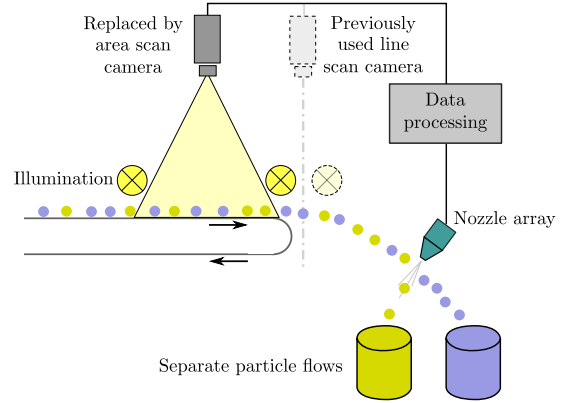 Replaced by
area scan
camera
Previously
used line
scan camera
Data
processing
Illumination
Nozzle array
Separate particle flows